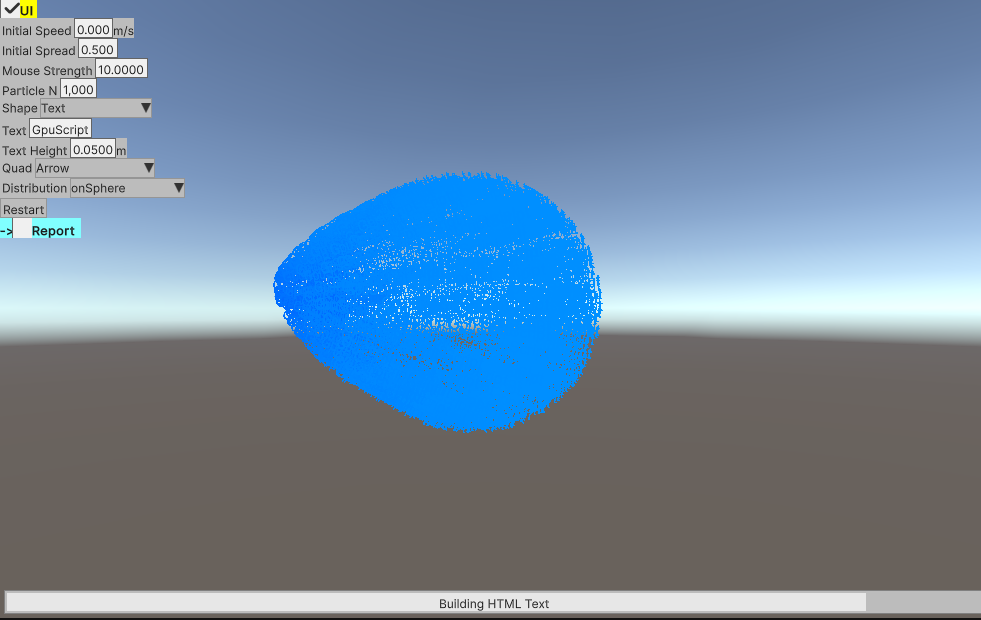 UI
Initial Speed 0.000 m/s
Initial Spread 0.500
Mouse Strength 10.0000
Particle N 1,000
Shape Text
Text GpuScript
Text Height 0.0500 m
Quad Arrow
Distribution onSphere
Restart
-> Report
Building HTML Text